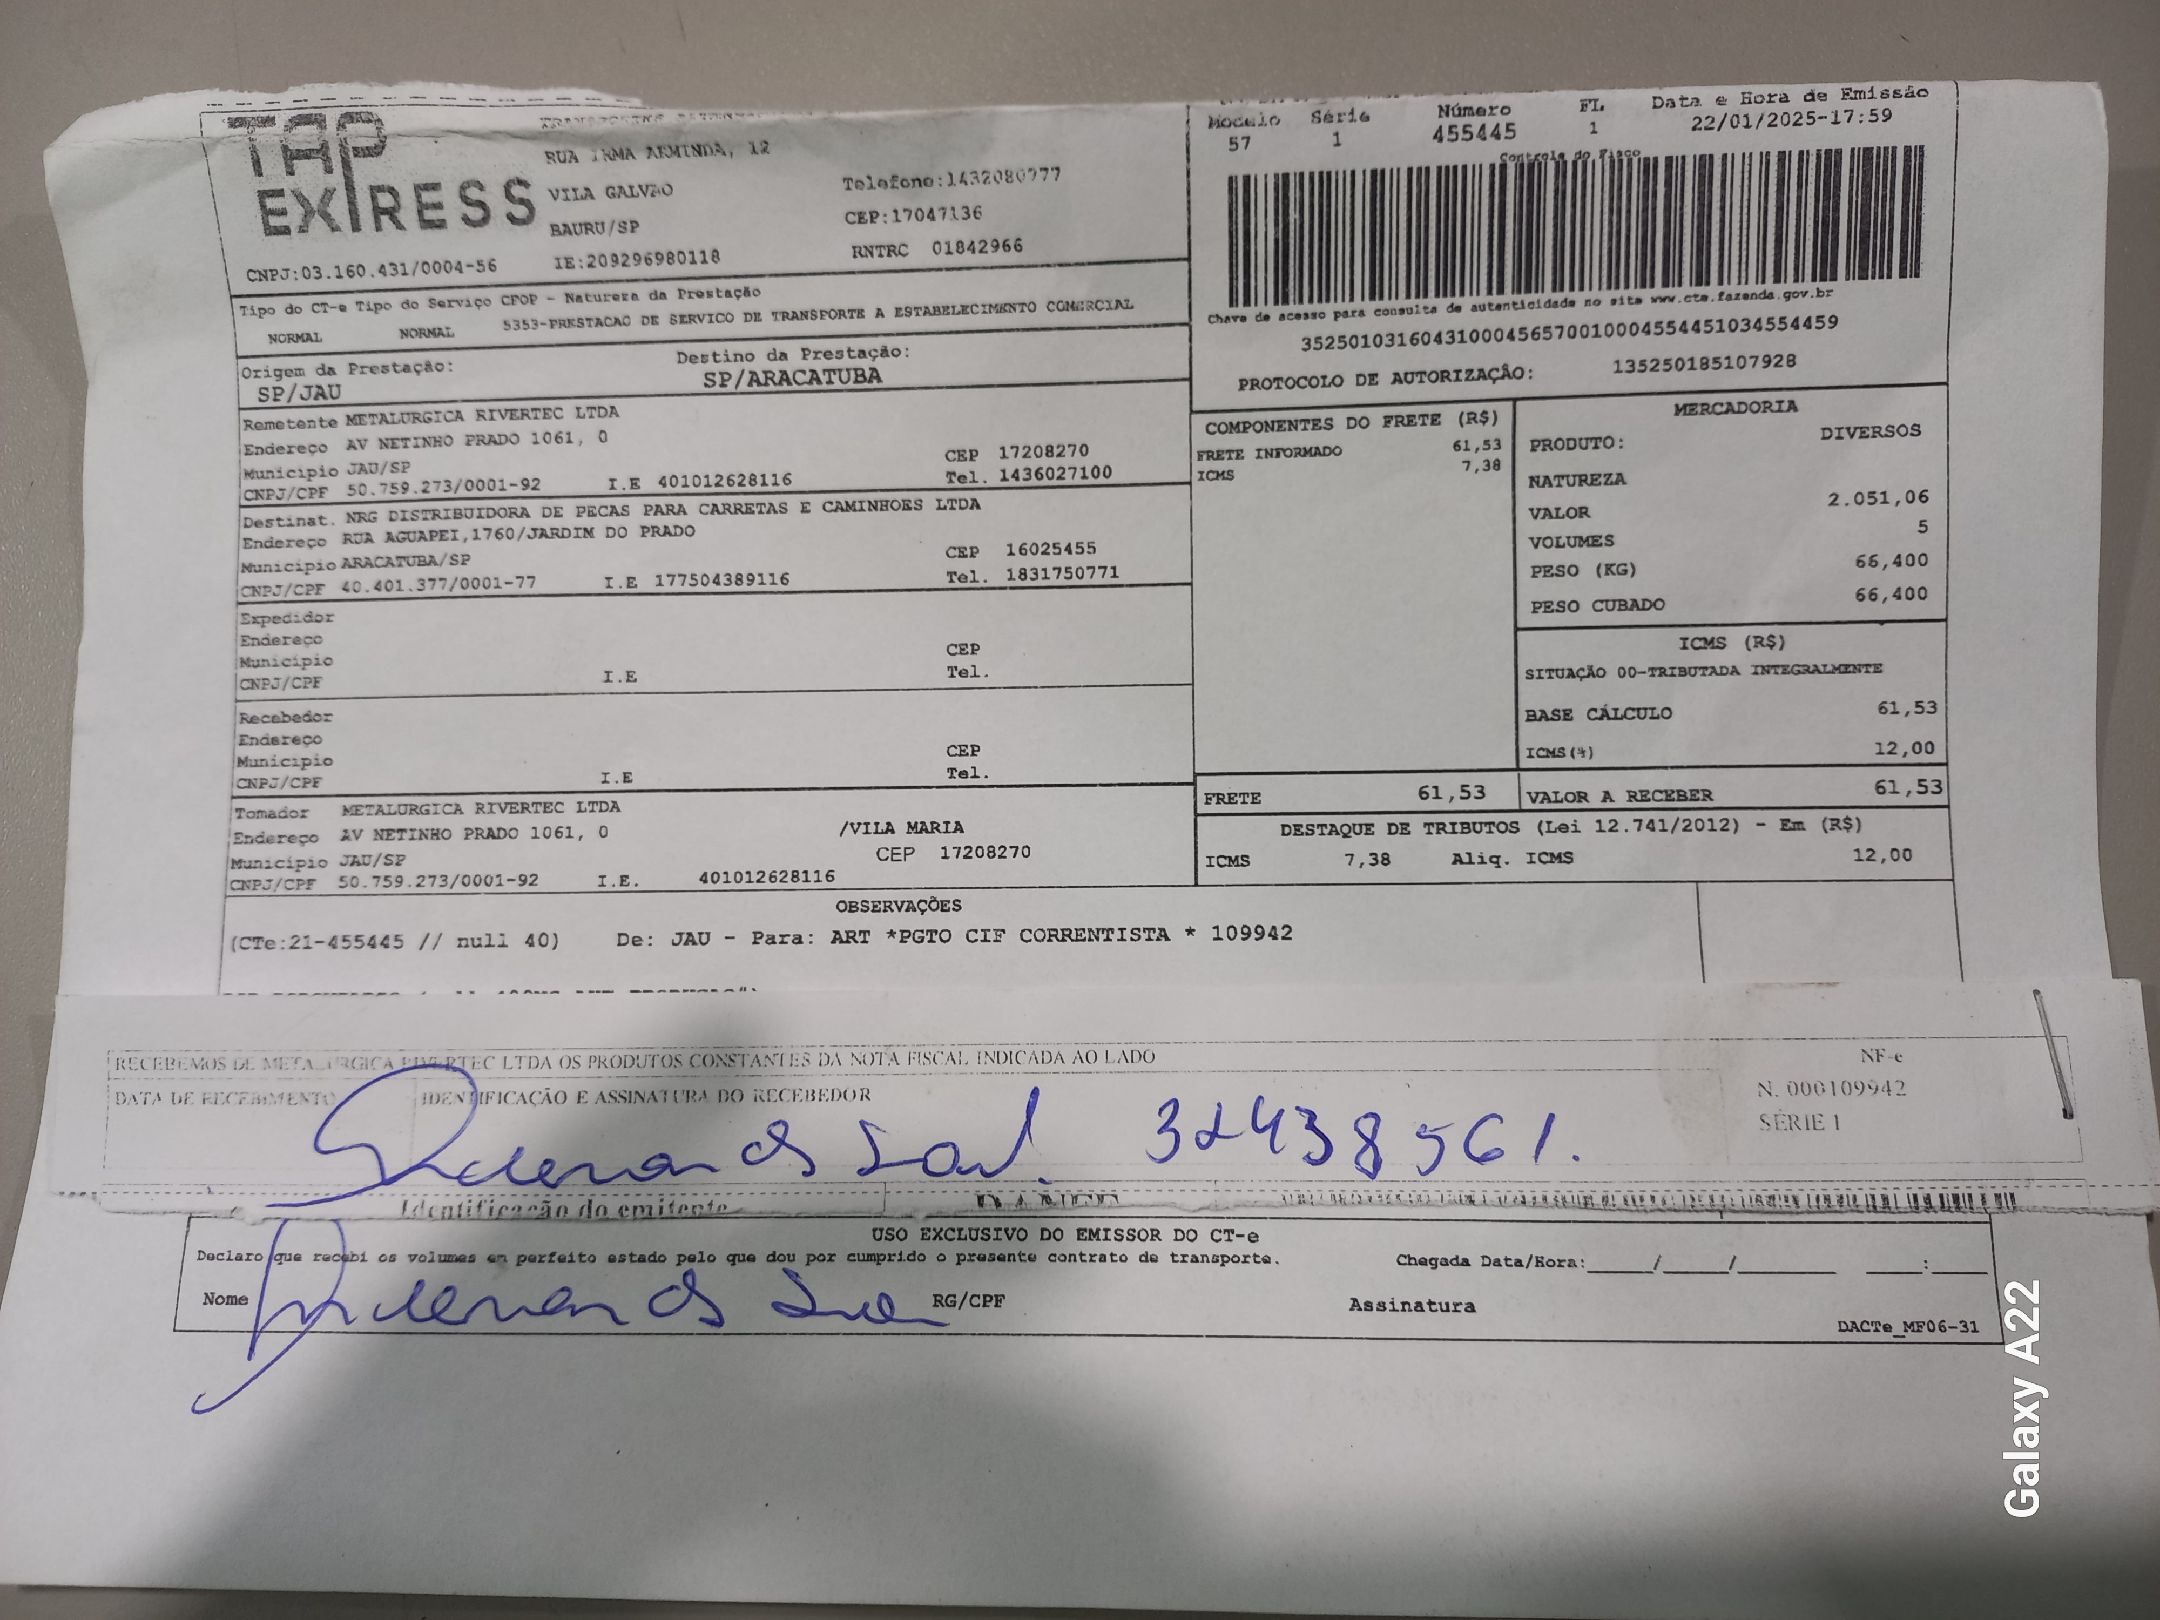 TAP
EXPRESS
RUA IRMA ARMINDA, 12
VILA GALVÃO
Telefone:1432080777
BAURU/SP
CEP:17047136
CNPJ:03.160.431/0004-56 IE:209296980118
RNTRC 01842966
Modelo Série Número FL Data e Hora de Emissão
57 1 455445 1 22/01/2025-17:59
Controle do Fisco
Chave de acesso para consulta de autenticidade no site www.cte.fazenda.gov.br
35250103160431000456570010004554451034554459
PROTOCOLO DE AUTORIZAÇÃO: 135250185107928
Tipo do CT-e Tipo do Serviço CFOP - Natureza da Prestação
NORMAL NORMAL 5353-PRESTACAO DE SERVICO DE TRANSPORTE A ESTABELECIMENTO COMERCIAL
Origem da Prestação: Destino da Prestação:
SP/JAU SP/ARACATUBA
Remetente METALURGICA RIVERTEC LTDA
Endereço AV NETINHO PRADO 1061, 0
Município JAU/SP CEP 17208270
CNPJ/CPF 50.759.273/0001-92 I.E 401012628116 Tel. 1436027100
Destinat. NRG DISTRIBUIDORA DE PECAS PARA CARRETAS E CAMINHOES LTDA
Endereço RUA AGUAPEI,1760/JARDIM DO PRADO
Município ARACATUBA/SP CEP 16025455
CNPJ/CPF 40.401.377/0001-77 I.E 177504389116 Tel. 1831750771
Expedidor
Endereço
Município CEP
CNPJ/CPF I.E Tel.
Recebedor
Endereço
Município CEP
CNPJ/CPF I.E Tel.
Tomador METALURGICA RIVERTEC LTDA
Endereço AV NETINHO PRADO 1061, 0 /VILA MARIA
Município JAU/SP CEP 17208270
CNPJ/CPF 50.759.273/0001-92 I.E. 401012628116
COMPONENTES DO FRETE (R$)
FRETE INFORMADO 61,53
ICMS 7,38
MERCADORIA
PRODUTO: DIVERSOS
NATUREZA
VALOR 2.051,06
VOLUMES 5
PESO (KG) 66,400
PESO CUBADO 66,400
ICMS (R$)
SITUAÇÃO 00-TRIBUTADA INTEGRALMENTE
BASE CÁLCULO 61,53
ICMS(%) 12,00
FRETE 61,53 VALOR A RECEBER 61,53
DESTAQUE DE TRIBUTOS (Lei 12.741/2012) - Em (R$)
ICMS 7,38 Aliq. ICMS 12,00
OBSERVAÇÕES
(CTe:21-455445 // null 40) De: JAU - Para: ART *PGTO CIF CORRENTISTA * 109942
RECEBEMOS DE METALURGICA RIVERTEC LTDA OS PRODUTOS CONSTANTES DA NOTA FISCAL INDICADA AO LADO
NF-e
DATA DE RECEBIMENTO IDENTIFICAÇÃO E ASSINATURA DO RECEBEDOR
N. 000109942
SÉRIE 1
32438561.
Identificação do emitente DANFE
USO EXCLUSIVO DO EMISSOR DO CT-e
Declaro que recebi os volumes em perfeito estado pelo que dou por cumprido o presente contrato de transporte. Chegada Data/Hora:_____/_____/_______ ____:____
Nome RG/CPF Assinatura
DACTe_MF06-31
Galaxy A22